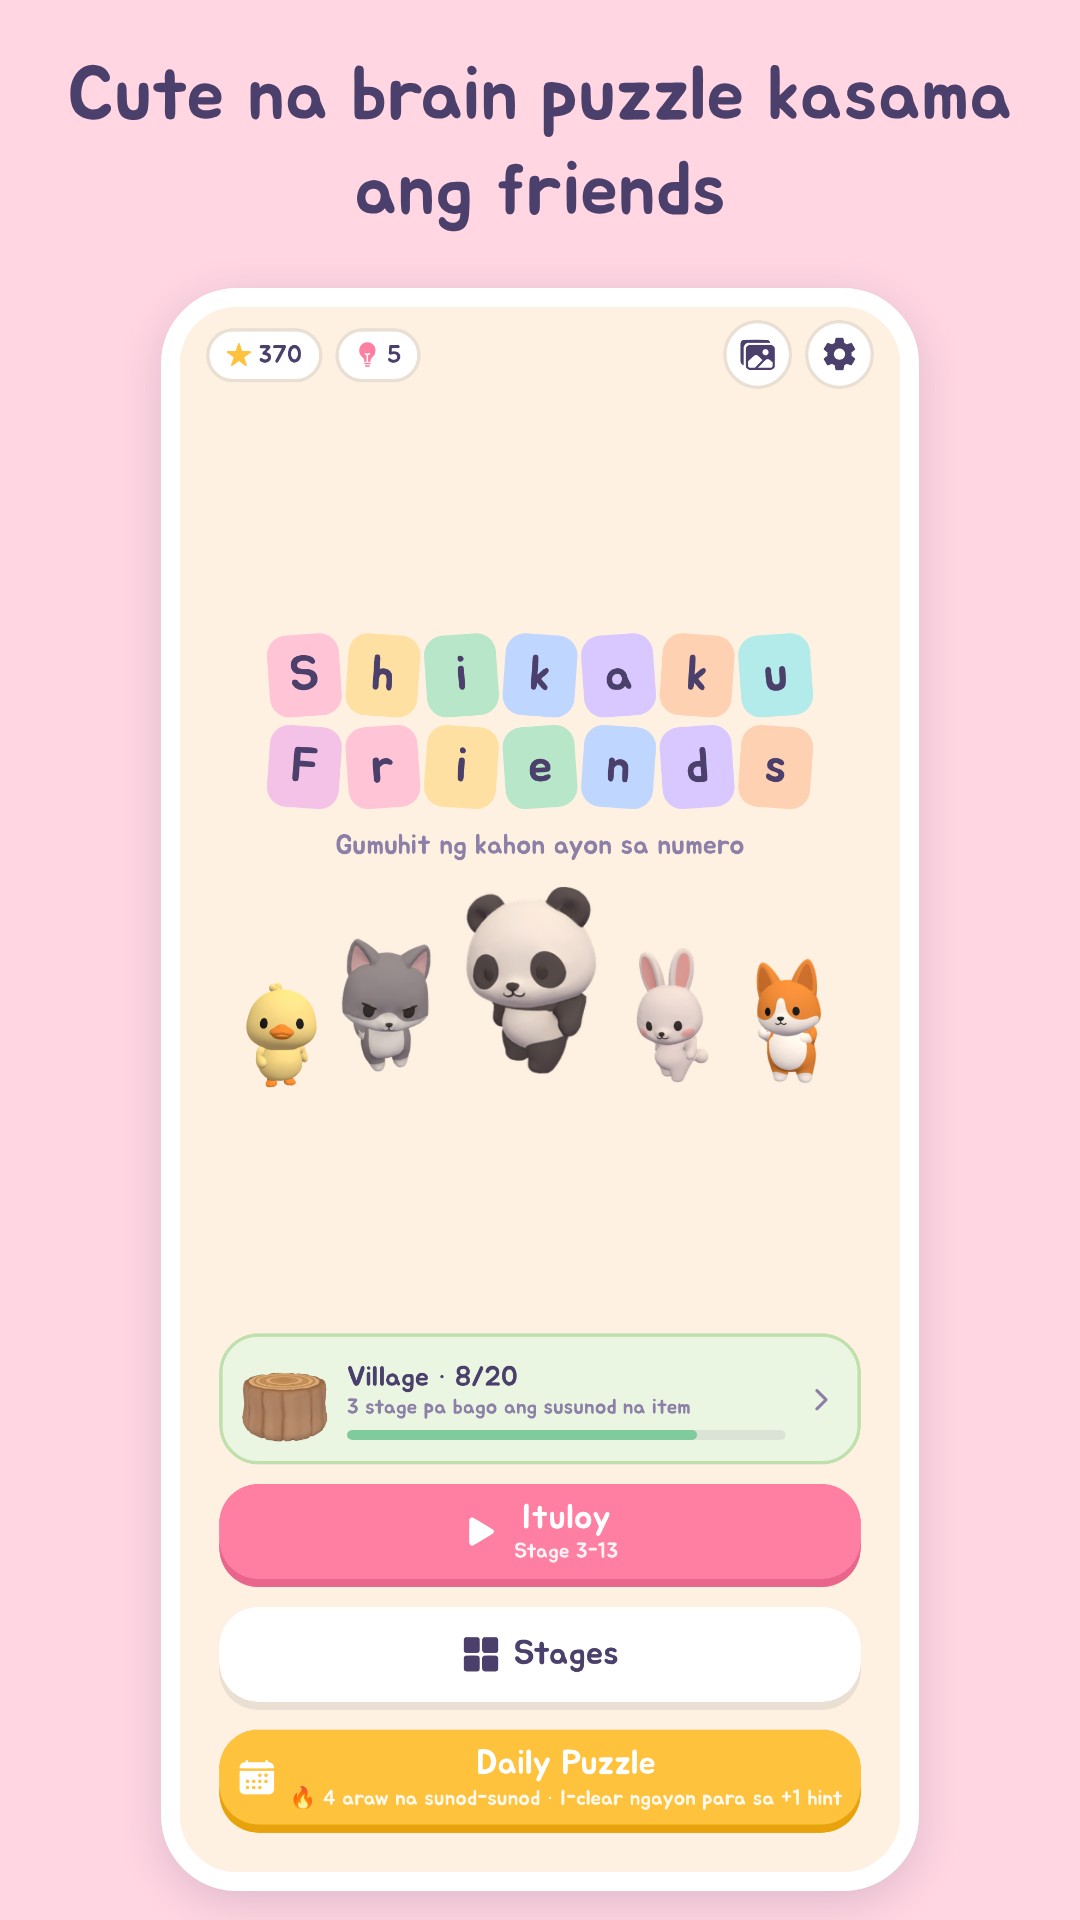 Cute na brain puzzle kasama
ang friends
370
5
Shikaku
Friends
Gumuhit ng kahon ayon sa numero
Village · 8/20
3 stage pa bago ang susunod na item
Ituloy
Stage 3-13
Stages
Daily Puzzle
🔥 4 araw na sunod-sunod · I-clear ngayon para sa +1 hint